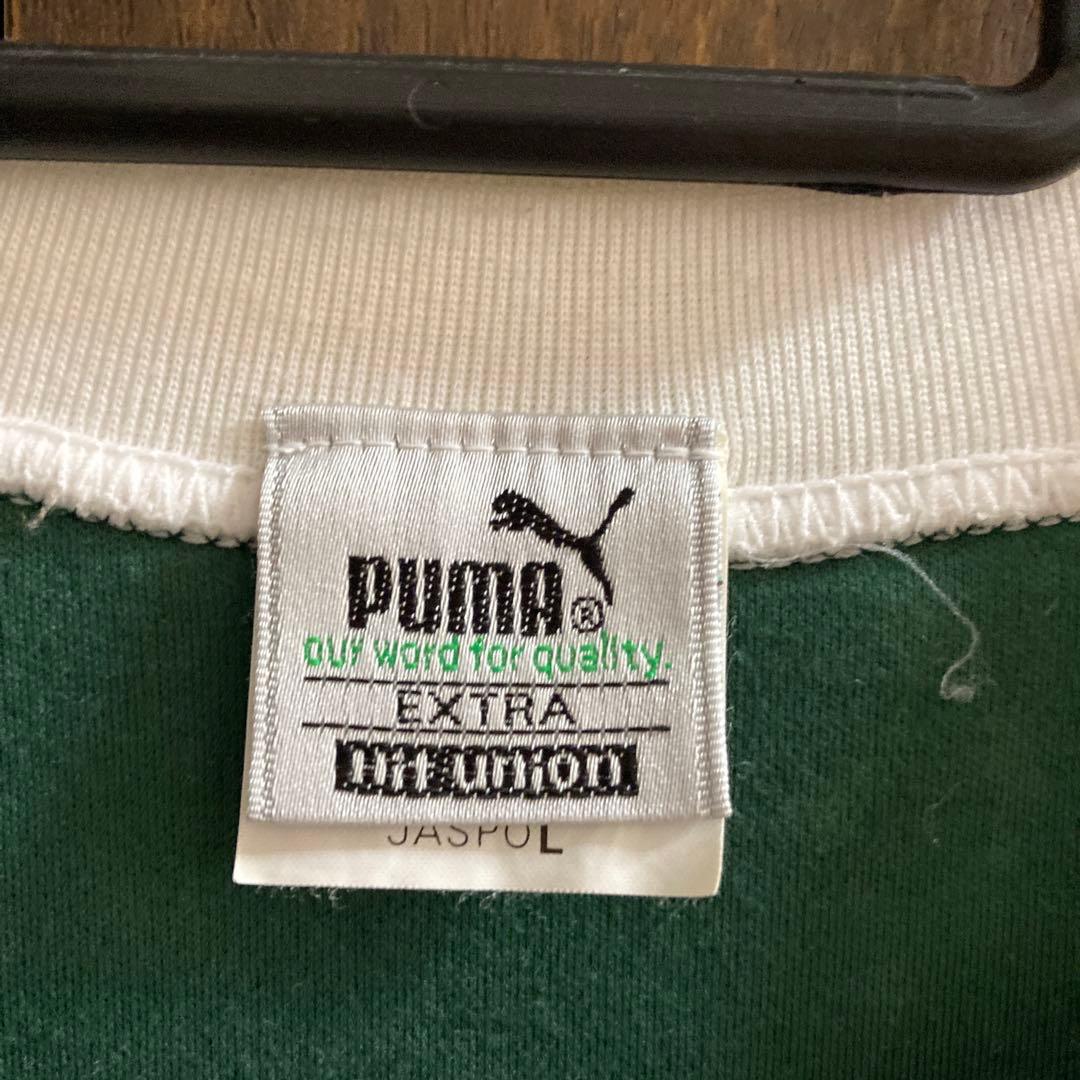 PUMA®
our word for quality.
EXTRA
Hit union
JASPO L